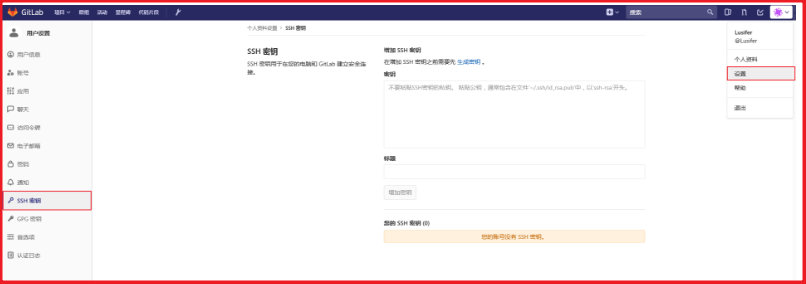 GitLab 项目 群组 活动 里程碑 代码片段 搜索
用户设置
个人资料设置 › SSH 密钥
Lusifer
@Lusifer
SSH 密钥
SSH 密钥用于在您的电脑和 GitLab 建立安全连
接。
增加 SSH 密钥
在增加 SSH 密钥之前需要先 生成密钥 。
密钥
不要粘贴SSH密钥的私钥。 粘贴公钥，通常包含在文件 '~/.ssh/id_rsa.pub' 中，以 'ssh-rsa' 开头。
标题
增加密钥
您的 SSH 密钥 (0)
您的账号没有 SSH 密钥。
用户信息
账号
应用
聊天
访问令牌
电子邮箱
密码
通知
SSH 密钥
GPG 密钥
首选项
认证日志
个人资料
设置
帮助
退出